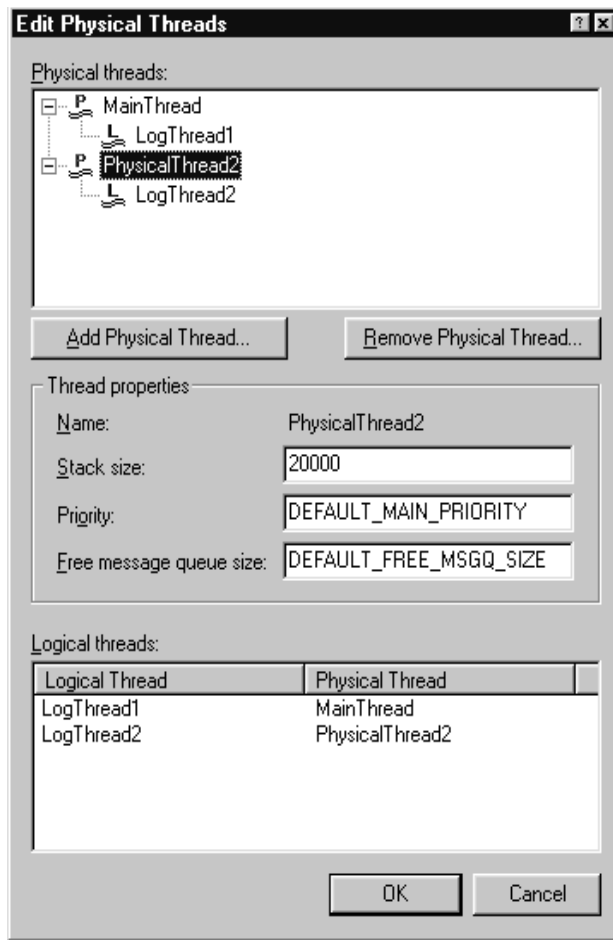 Edit Physical Threads
Physical threads:
P MainThread
L LogThread1
P PhysicalThread2
L LogThread2
Add Physical Thread... Remove Physical Thread...
Thread properties
Name: PhysicalThread2
Stack size: 20000
Priority: DEFAULT_MAIN_PRIORITY
Free message queue size: DEFAULT_FREE_MSGQ_SIZE
Logical threads:
Logical Thread Physical Thread
LogThread1 MainThread
LogThread2 PhysicalThread2
OK Cancel